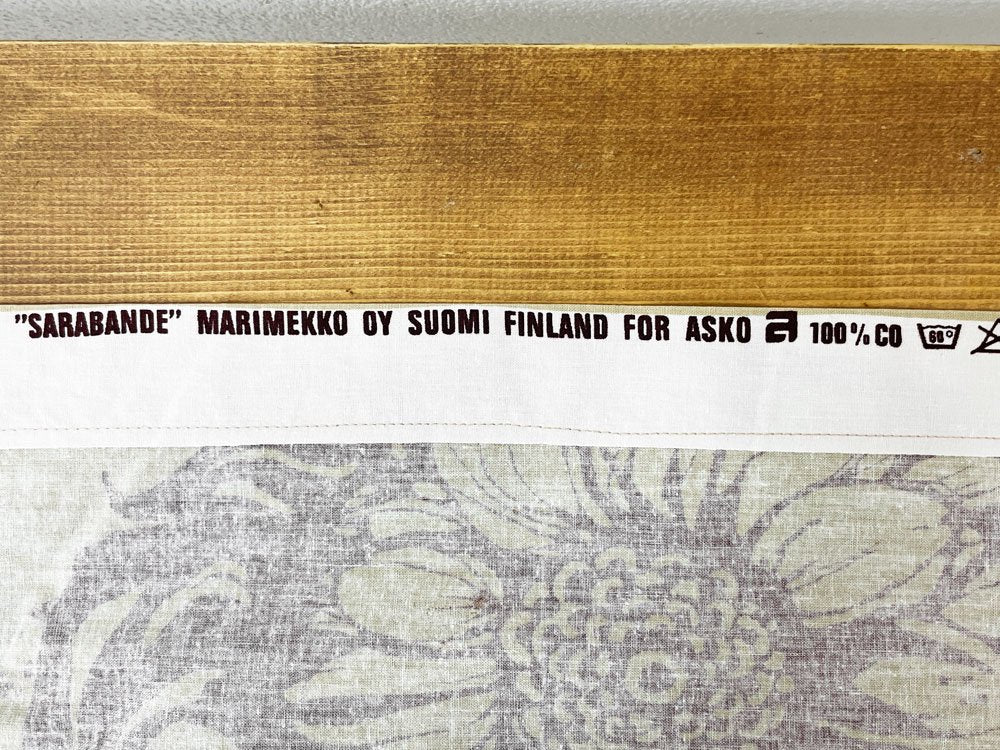 ”SARABANDE” MARIMEKKO OY SUOMI FINLAND FOR ASKO a 100% CO 60°